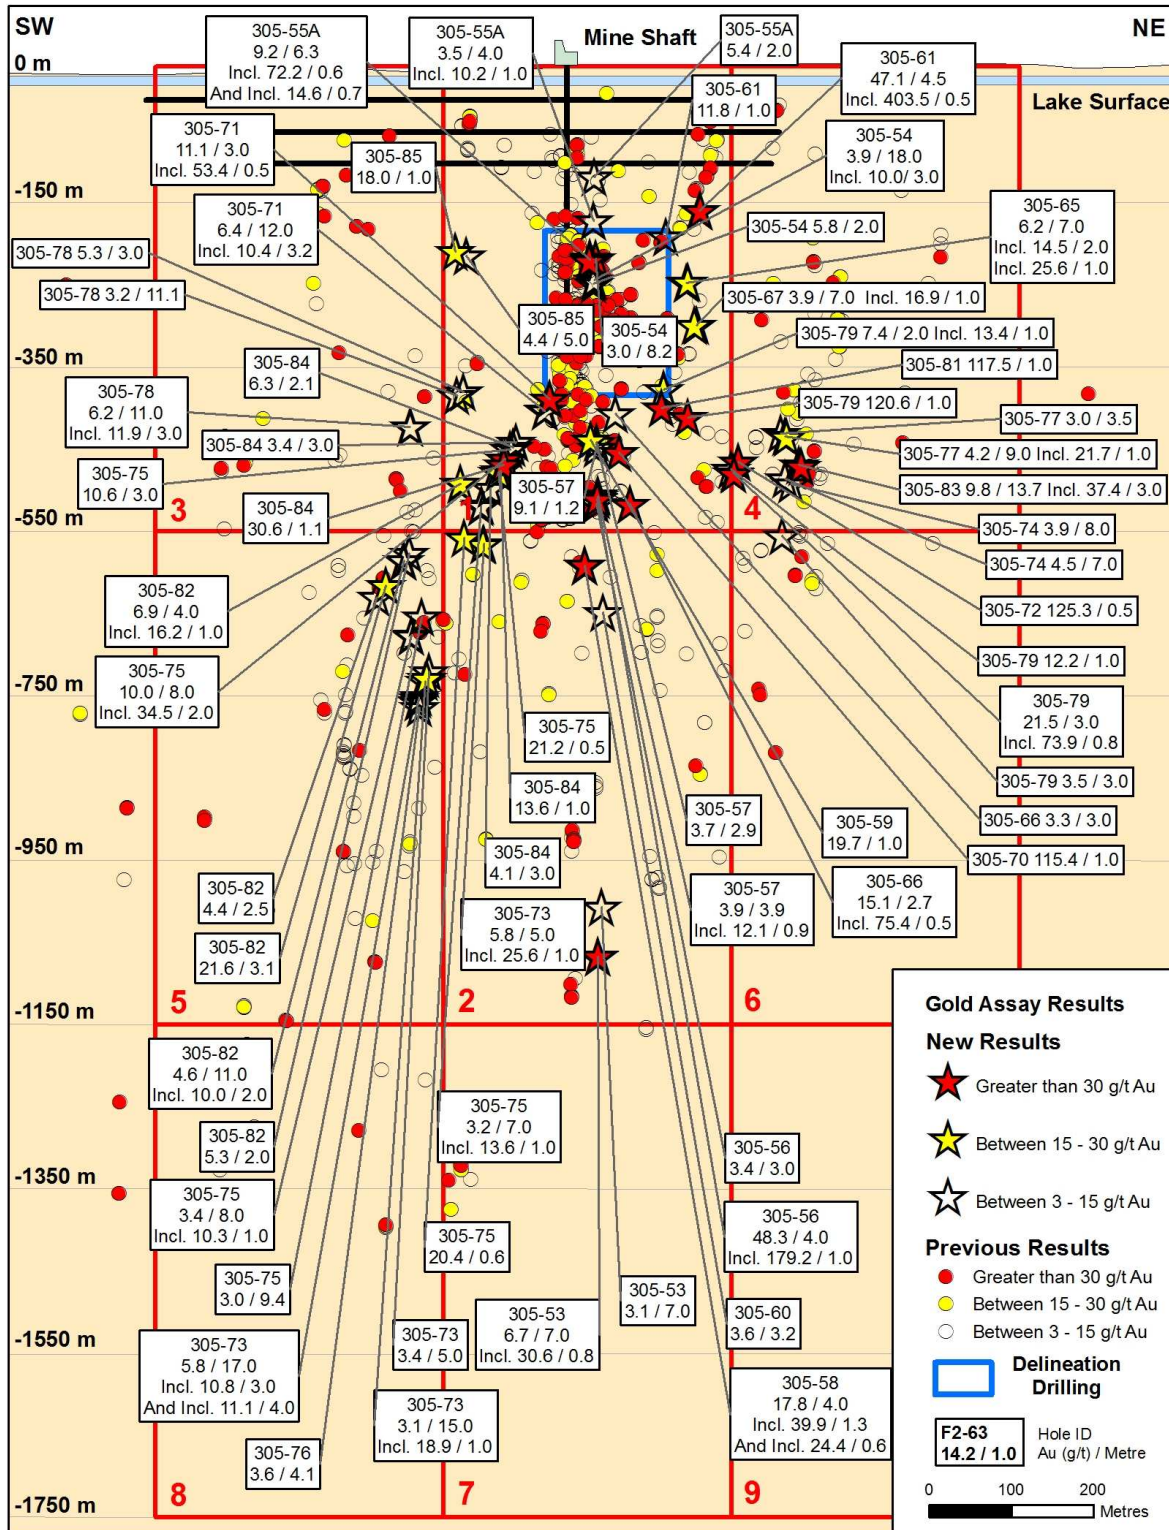 SW
NE
Mine Shaft
Lake Surface
0 m
-150 m
-350 m
-550 m
-750 m
-950 m
-1150 m
-1350 m
-1550 m
-1750 m
305-55A
9.2 / 6.3
Incl. 72.2 / 0.6
And Incl. 14.6 / 0.7
305-55A
3.5 / 4.0
Incl. 10.2 / 1.0
305-55A
5.4 / 2.0
305-61
47.1 / 4.5
Incl. 403.5 / 0.5
305-61
11.8 / 1.0
305-71
11.1 / 3.0
Incl. 53.4 / 0.5
305-85
18.0 / 1.0
305-54
3.9 / 18.0
Incl. 10.0/ 3.0
305-71
6.4 / 12.0
Incl. 10.4 / 3.2
305-54 5.8 / 2.0
305-65
6.2 / 7.0
Incl. 14.5 / 2.0
Incl. 25.6 / 1.0
305-78 5.3 / 3.0
305-78 3.2 / 11.1
305-67 3.9 / 7.0 Incl. 16.9 / 1.0
305-85
4.4 / 5.0
305-54
3.0 / 8.2
305-79 7.4 / 2.0 Incl. 13.4 / 1.0
305-84
6.3 / 2.1
305-81 117.5 / 1.0
305-78
6.2 / 11.0
Incl. 11.9 / 3.0
305-79 120.6 / 1.0
305-77 3.0 / 3.5
305-84 3.4 / 3.0
305-77 4.2 / 9.0 Incl. 21.7 / 1.0
305-75
10.6 / 3.0
305-83 9.8 / 13.7 Incl. 37.4 / 3.0
305-57
9.1 / 1.2
305-84
30.6 / 1.1
3
1
4
305-74 3.9 / 8.0
305-74 4.5 / 7.0
305-82
6.9 / 4.0
Incl. 16.2 / 1.0
305-72 125.3 / 0.5
305-79 12.2 / 1.0
305-75
10.0 / 8.0
Incl. 34.5 / 2.0
305-79
21.5 / 3.0
Incl. 73.9 / 0.8
305-75
21.2 / 0.5
305-79 3.5 / 3.0
305-84
13.6 / 1.0
305-57
3.7 / 2.9
305-59
19.7 / 1.0
305-66 3.3 / 3.0
305-84
4.1 / 3.0
305-70 115.4 / 1.0
305-82
4.4 / 2.5
305-57
3.9 / 3.9
Incl. 12.1 / 0.9
305-66
15.1 / 2.7
Incl. 75.4 / 0.5
305-73
5.8 / 5.0
Incl. 25.6 / 1.0
305-82
21.6 / 3.1
5
2
6
305-82
4.6 / 11.0
Incl. 10.0 / 2.0
305-75
3.2 / 7.0
Incl. 13.6 / 1.0
305-82
5.3 / 2.0
305-56
3.4 / 3.0
305-75
3.4 / 8.0
Incl. 10.3 / 1.0
305-56
48.3 / 4.0
Incl. 179.2 / 1.0
305-75
20.4 / 0.6
305-75
3.0 / 9.4
305-53
3.1 / 7.0
305-53
6.7 / 7.0
Incl. 30.6 / 0.8
305-60
3.6 / 3.2
305-73
5.8 / 17.0
Incl. 10.8 / 3.0
And Incl. 11.1 / 4.0
305-73
3.4 / 5.0
305-58
17.8 / 4.0
Incl. 39.9 / 1.3
And Incl. 24.4 / 0.6
305-73
3.1 / 15.0
Incl. 18.9 / 1.0
305-76
3.6 / 4.1
8
7
9
Gold Assay Results
New Results
Greater than 30 g/t Au
Between 15 - 30 g/t Au
Between 3 - 15 g/t Au
Previous Results
Greater than 30 g/t Au
Between 15 - 30 g/t Au
Between 3 - 15 g/t Au
Delineation
Drilling
F2-63
14.2 / 1.0
Hole ID
Au (g/t) / Metre
0 100 200
Metres